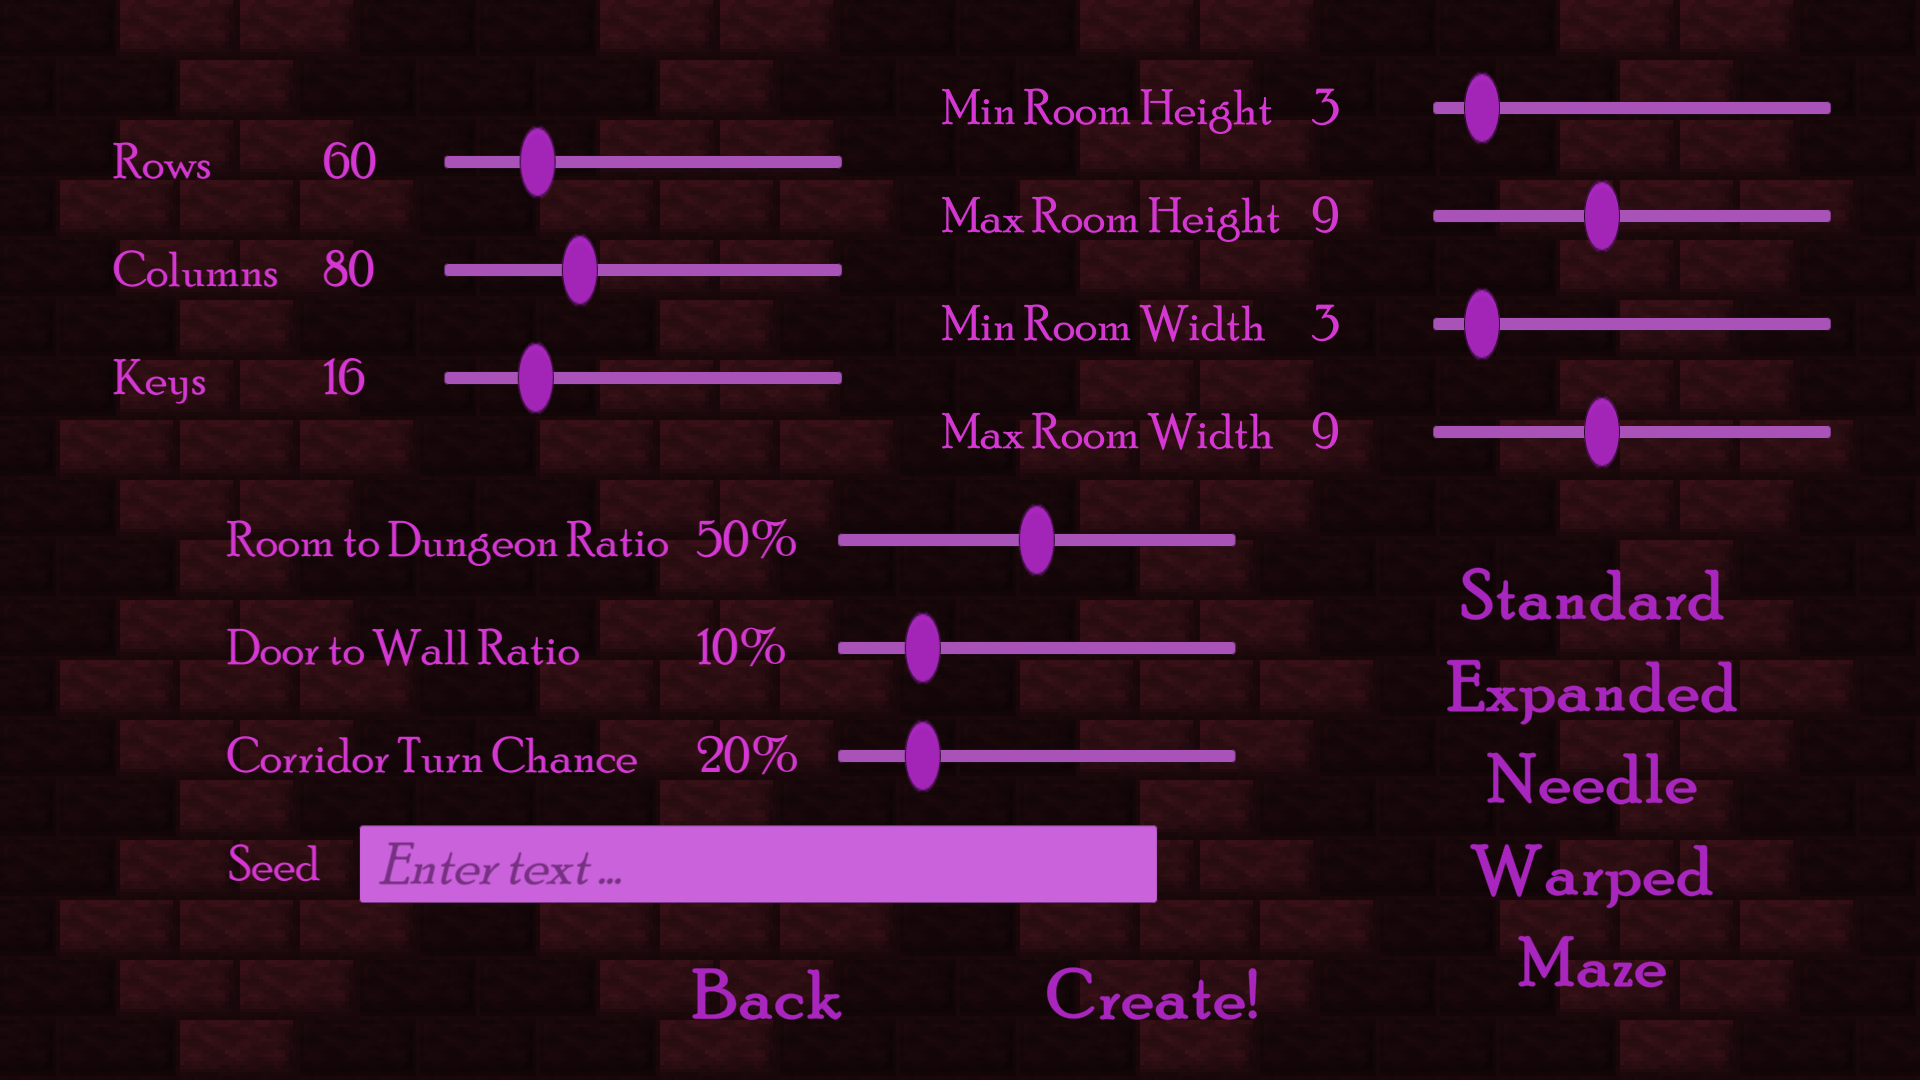 Rows 60
Columns 80
Keys 16
Min Room Height 3
Max Room Height 9
Min Room Width 3
Max Room Width 9
Room to Dungeon Ratio 50%
Door to Wall Ratio 10%
Corridor Turn Chance 20%
Seed Enter text ...
Standard
Expanded
Needle
Warped
Maze
Back Create!